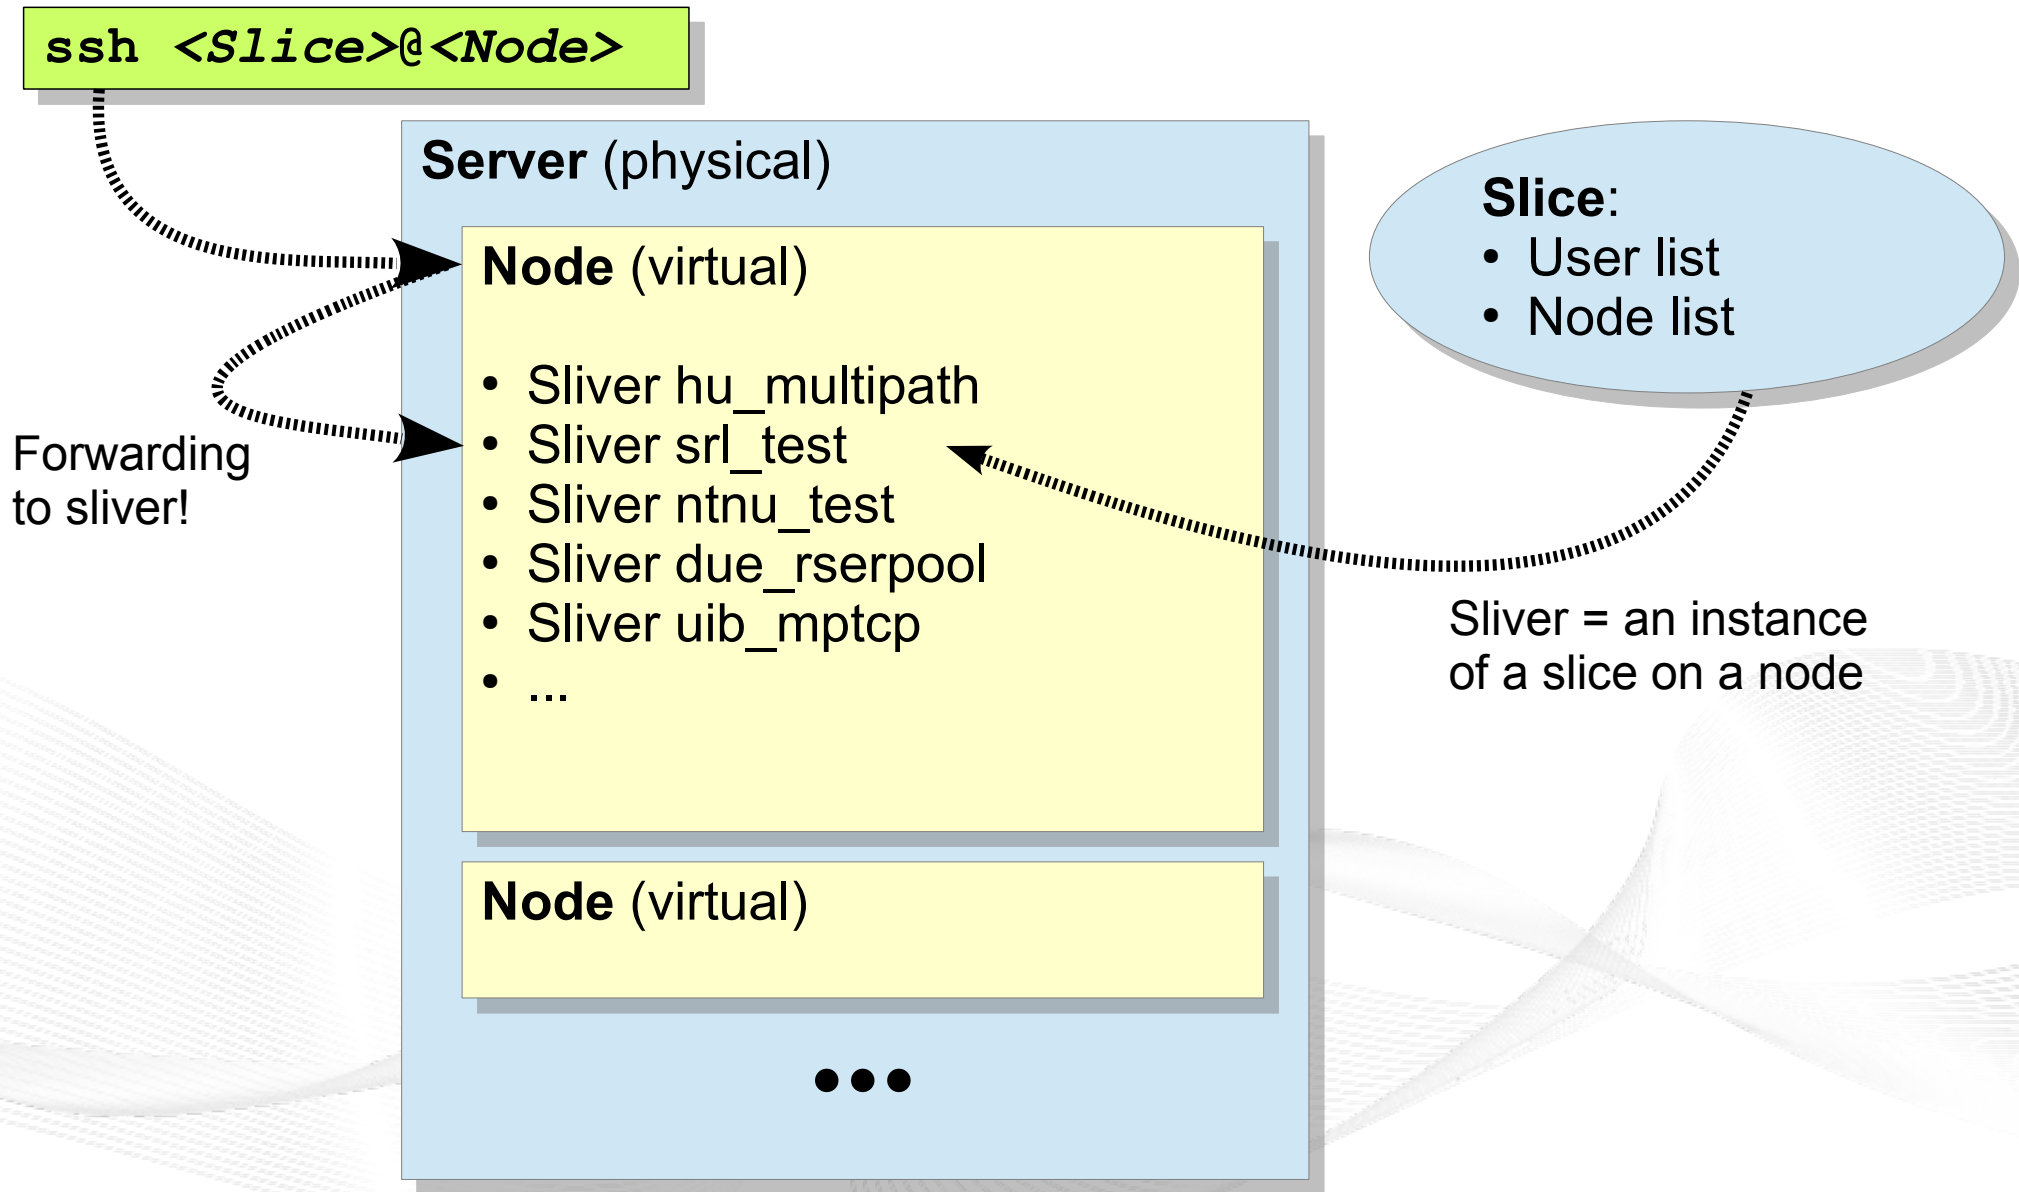 ssh <Slice>@<Node>
Server (physical)
Node (virtual)
• Sliver hu_multipath
• Sliver srl_test
• Sliver ntnu_test
• Sliver due_rserpool
• Sliver uib_mptcp
• ...
Node (virtual)
•••
Forwarding
to sliver!
Slice:
• User list
• Node list
Sliver = an instance
of a slice on a node